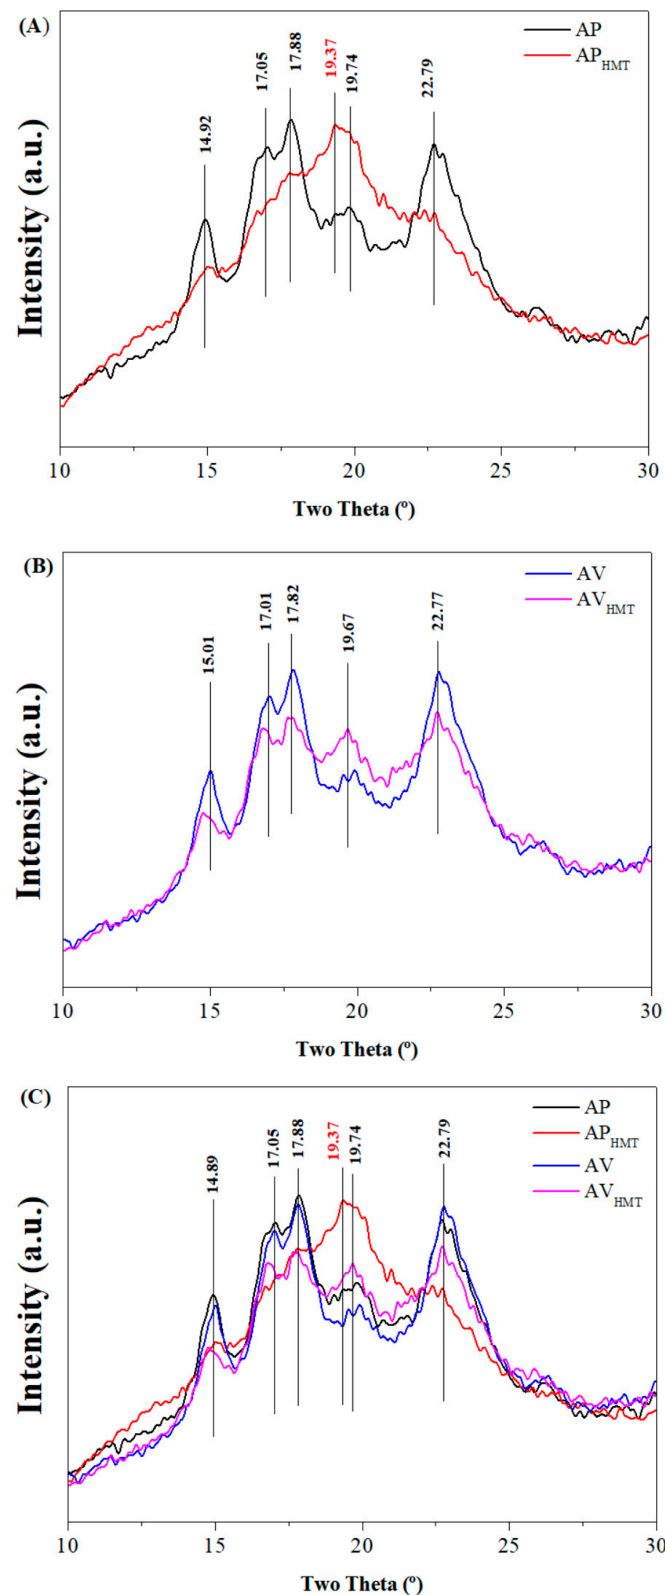 (A)
AP
AP_HMT
14.92
17.05
17.88
19.37
19.74
22.79
Intensity (a.u.)
10
15
20
25
30
Two Theta (º)
(B)
AV
AV_HMT
15.01
17.01
17.82
19.67
22.77
Intensity (a.u.)
10
15
20
25
30
Two Theta (º)
(C)
AP
AP_HMT
AV
AV_HMT
14.89
17.05
17.88
19.37
19.74
22.79
Intensity (a.u.)
10
15
20
25
30
Two Theta (º)